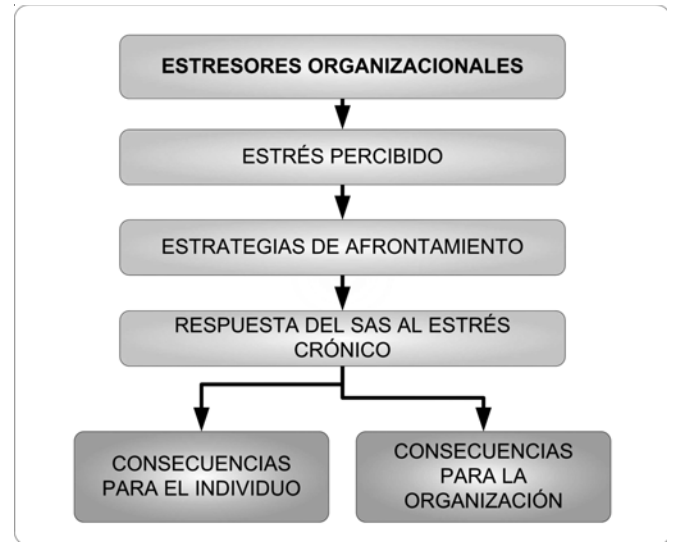 ESTRESORES ORGANIZACIONALES
ESTRÉS PERCIBIDO
ESTRATEGIAS DE AFRONTAMIENTO
RESPUESTA DEL SAS AL ESTRÉS
CRÓNICO
CONSECUENCIAS
PARA EL INDIVIDUO
CONSECUENCIAS
PARA LA
ORGANIZACIÓN